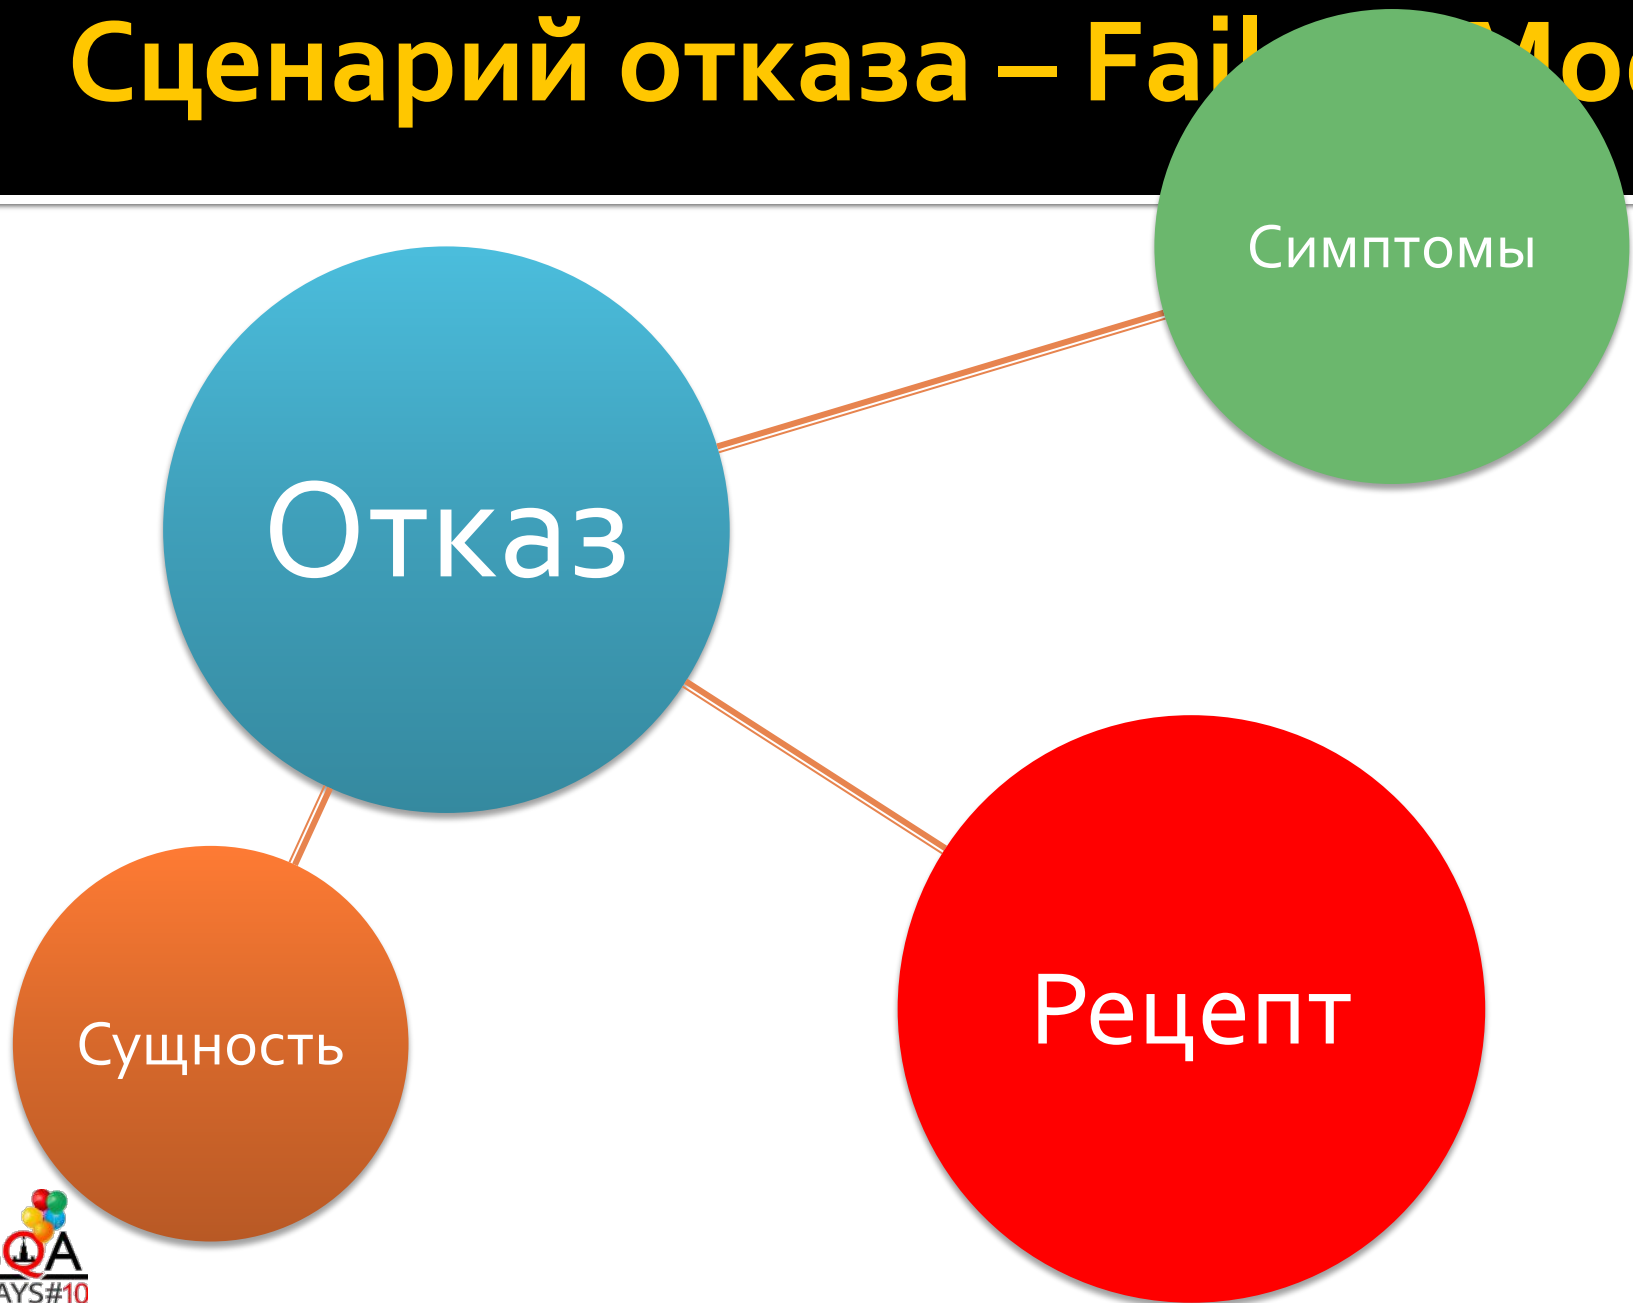 Сценарий отказа – Fai
Симптомы
Отказ
Рецепт
Сущность
QA
AYS#10